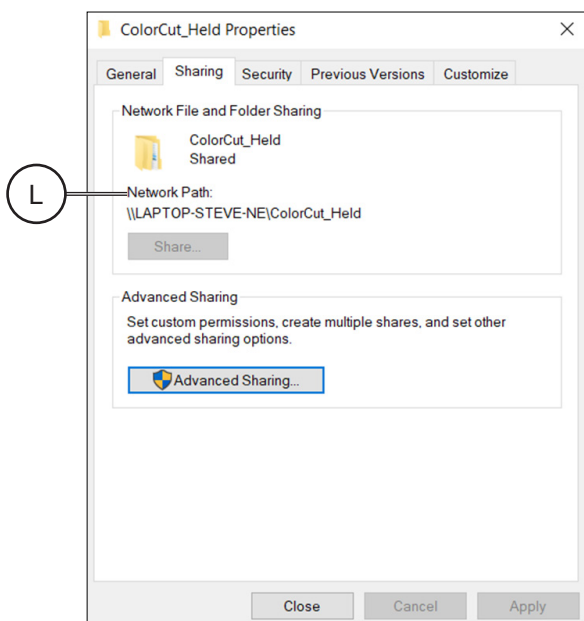 ColorCut_Held Properties
General Sharing Security Previous Versions Customize
Network File and Folder Sharing
ColorCut_Held
Shared
L
Network Path:
\\LAPTOP-STEVE-NE\ColorCut_Held
Share...
Advanced Sharing
Set custom permissions, create multiple shares, and set other
advanced sharing options.
Advanced Sharing...
Close Cancel Apply